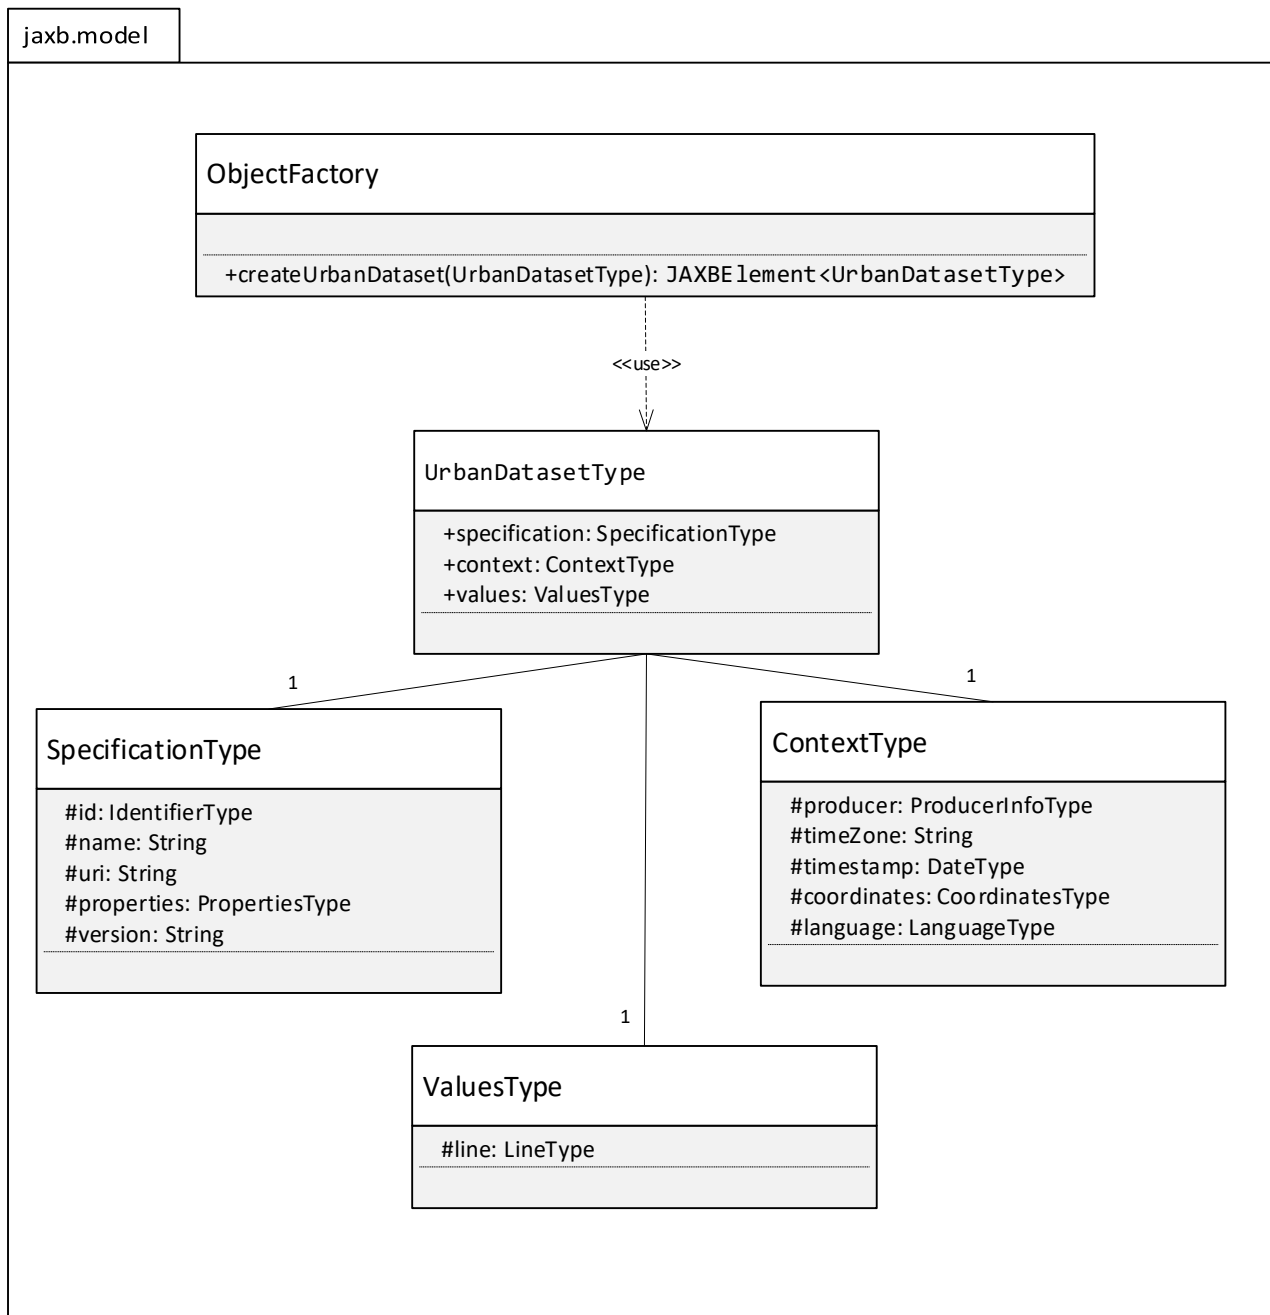 jaxb.model
ObjectFactory
+createUrbanDataset(UrbanDatasetType): JAXBElement<UrbanDatasetType>
<<use>>
UrbanDatasetType
+specification: SpecificationType
+context: ContextType
+values: ValuesType
1
1
SpecificationType
#id: IdentifierType
#name: String
#uri: String
#properties: PropertiesType
#version: String
ContextType
#producer: ProducerInfoType
#timeZone: String
#timestamp: DateType
#coordinates: CoordinatesType
#language: LanguageType
1
ValuesType
#line: LineType